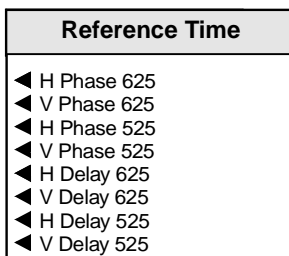 Reference Time
◄ H Phase 625
◄ V Phase 625
◄ H Phase 525
◄ V Phase 525
◄ H Delay 625
◄ V Delay 625
◄ H Delay 525
◄ V Delay 525